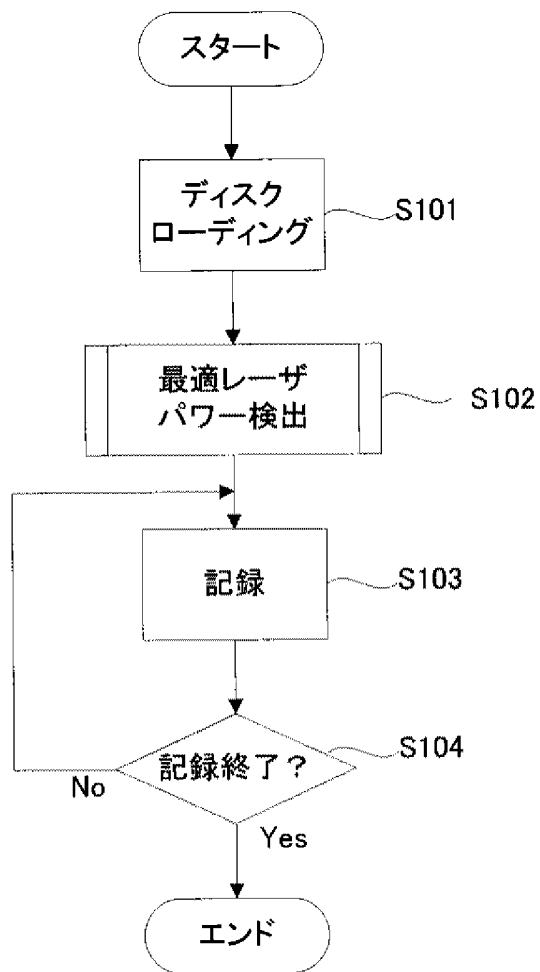 スタート
ディスク
ローディング
S101
最適レーザ
パワー検出
S102
記録
S103
記録終了？
S104
No
Yes
エンド